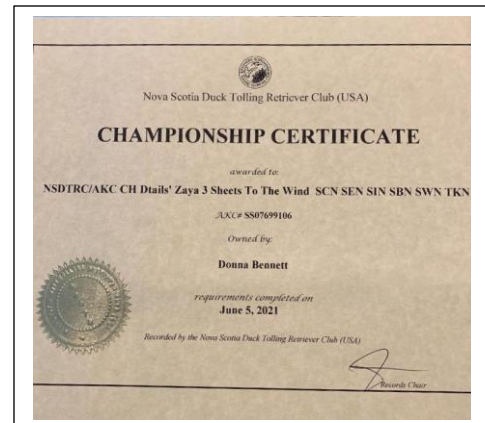 Nova Scotia Duck Tolling Retriever Club (USA)
CHAMPIONSHIP CERTIFICATE
awarded to:
NSDTRC/AKC CH Dtails' Zaya 3 Sheets To The Wind SCN SEN SIN SBN SWN TKN
AKC# SS07699106
Owned by:
Donna Bennett
requirements completed on
June 5, 2021
Recorded by the Nova Scotia Duck Tolling Retriever Club (USA)
Records Chair